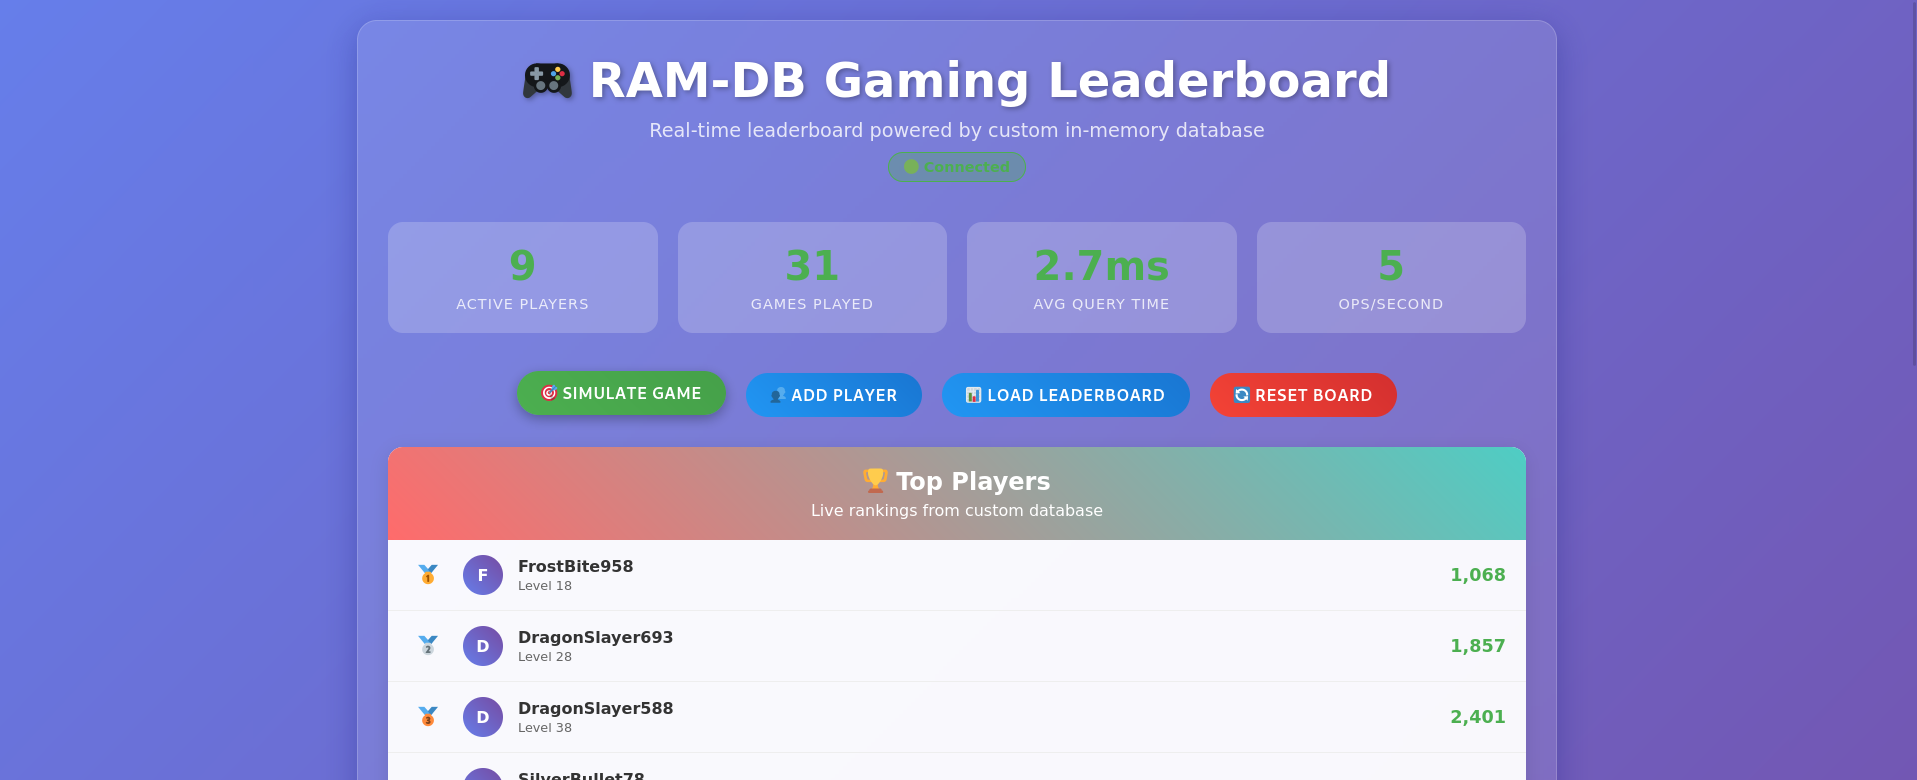 RAM-DB Gaming Leaderboard
Real-time leaderboard powered by custom in-memory database
Connected
9
ACTIVE PLAYERS
31
GAMES PLAYED
2.7ms
AVG QUERY TIME
5
OPS/SECOND
SIMULATE GAME
ADD PLAYER
LOAD LEADERBOARD
RESET BOARD
Top Players
Live rankings from custom database
1
F
FrostBite958
Level 18
1,068
2
D
DragonSlayer693
Level 28
1,857
3
D
DragonSlayer588
Level 38
2,401
SilverBullet78